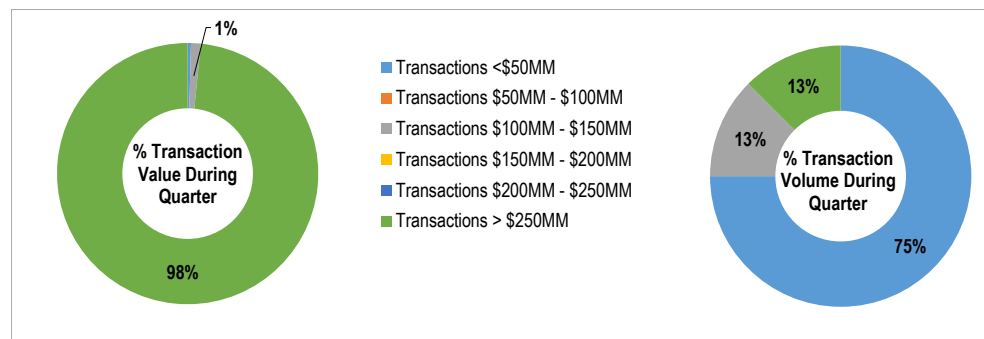 1%
% Transaction
Value During
Quarter
98%
Transactions <$50MM
Transactions $50MM - $100MM
Transactions $100MM - $150MM
Transactions $150MM - $200MM
Transactions $200MM - $250MM
Transactions > $250MM
13%
13%
% Transaction
Volume During
Quarter
75%